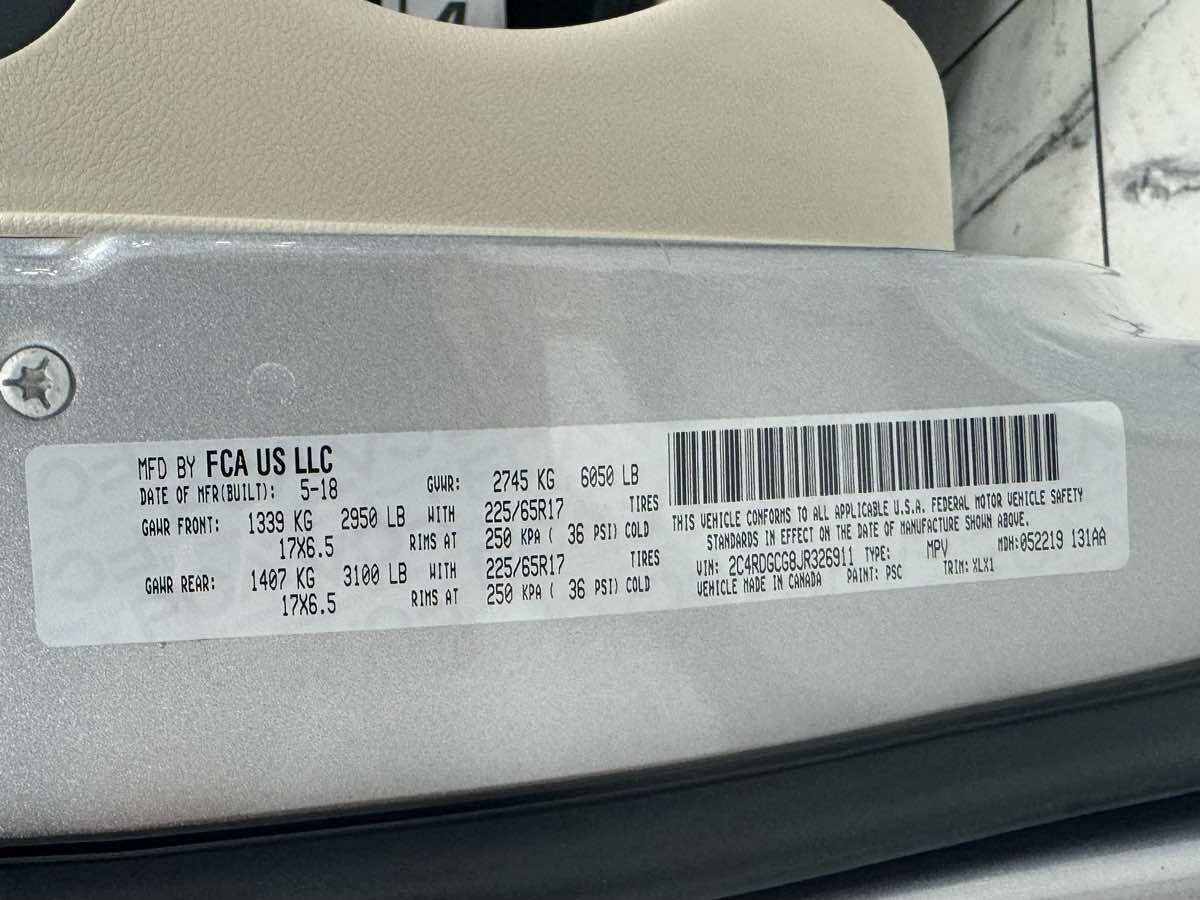 MFD BY FCA US LLC
DATE OF MFR(BUILT): 5-18 GVWR: 2745 KG 6050 LB
GAWR FRONT: 1339 KG 2950 LB WITH 225/65R17 TIRES
17X6.5 RIMS AT 250 KPA ( 36 PSI) COLD
GAWR REAR: 1407 KG 3100 LB WITH 225/65R17 TIRES
17X6.5 RIMS AT 250 KPA ( 36 PSI) COLD
THIS VEHICLE CONFORMS TO ALL APPLICABLE U.S.A. FEDERAL MOTOR VEHICLE SAFETY
STANDARDS IN EFFECT ON THE DATE OF MANUFACTURE SHOWN ABOVE.
VIN: 2C4RDGCG8JR326911 TYPE: MPV MDH:052219 131AA
VEHICLE MADE IN CANADA PAINT: PSC TRIM: XLX1